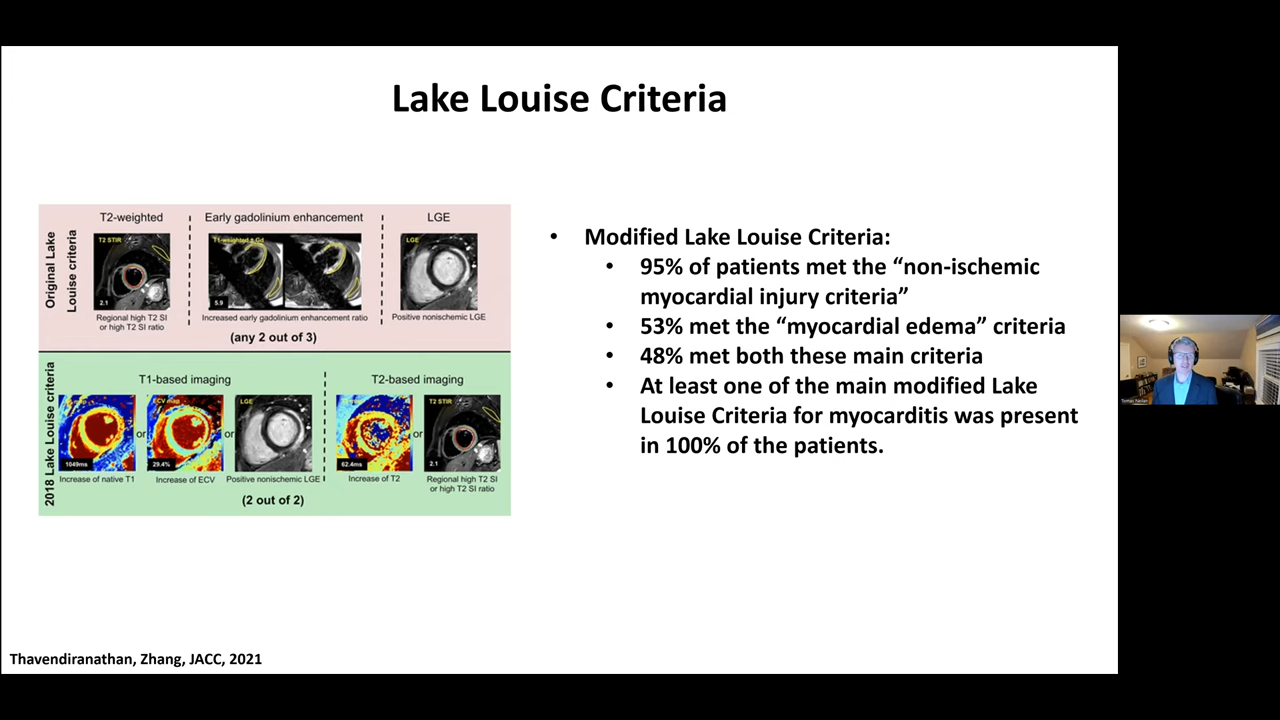 Lake Louise Criteria
Original Lake
Louise criteria
T2-weighted
Early gadolinium enhancement
LGE
T2 STIR
2.1
T1-weighted ± Gd
5.9
LGE
Regional high T2 SI
or high T2 SI ratio
Increased early gadolinium enhancement ratio
Positive nonischemic LGE
(any 2 out of 3)
2018 Lake Louise criteria
T1-based imaging
T2-based imaging
1049ms
or
ECV map
29.4%
or
LGE
62.4ms
or
T2 STIR
2.1
Increase of native T1
Increase of ECV
Positive nonischemic LGE
Increase of T2
Regional high T2 SI
or high T2 SI ratio
(2 out of 2)
• Modified Lake Louise Criteria:
• 95% of patients met the “non-ischemic
myocardial injury criteria”
• 53% met the “myocardial edema” criteria
• 48% met both these main criteria
• At least one of the main modified Lake
Louise Criteria for myocarditis was present
in 100% of the patients.
Thavendiranathan, Zhang, JACC, 2021